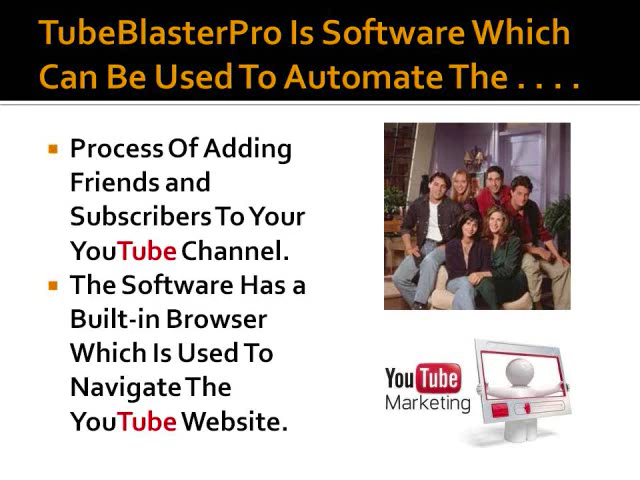 TubeBlasterPro Is Software Which
Can Be Used To Automate The . . . .
Process Of Adding
Friends and
Subscribers To Your
YouTube Channel.
The Software Has a
Built-in Browser
Which Is Used To
Navigate The
YouTube Website.
YouTube
Marketing